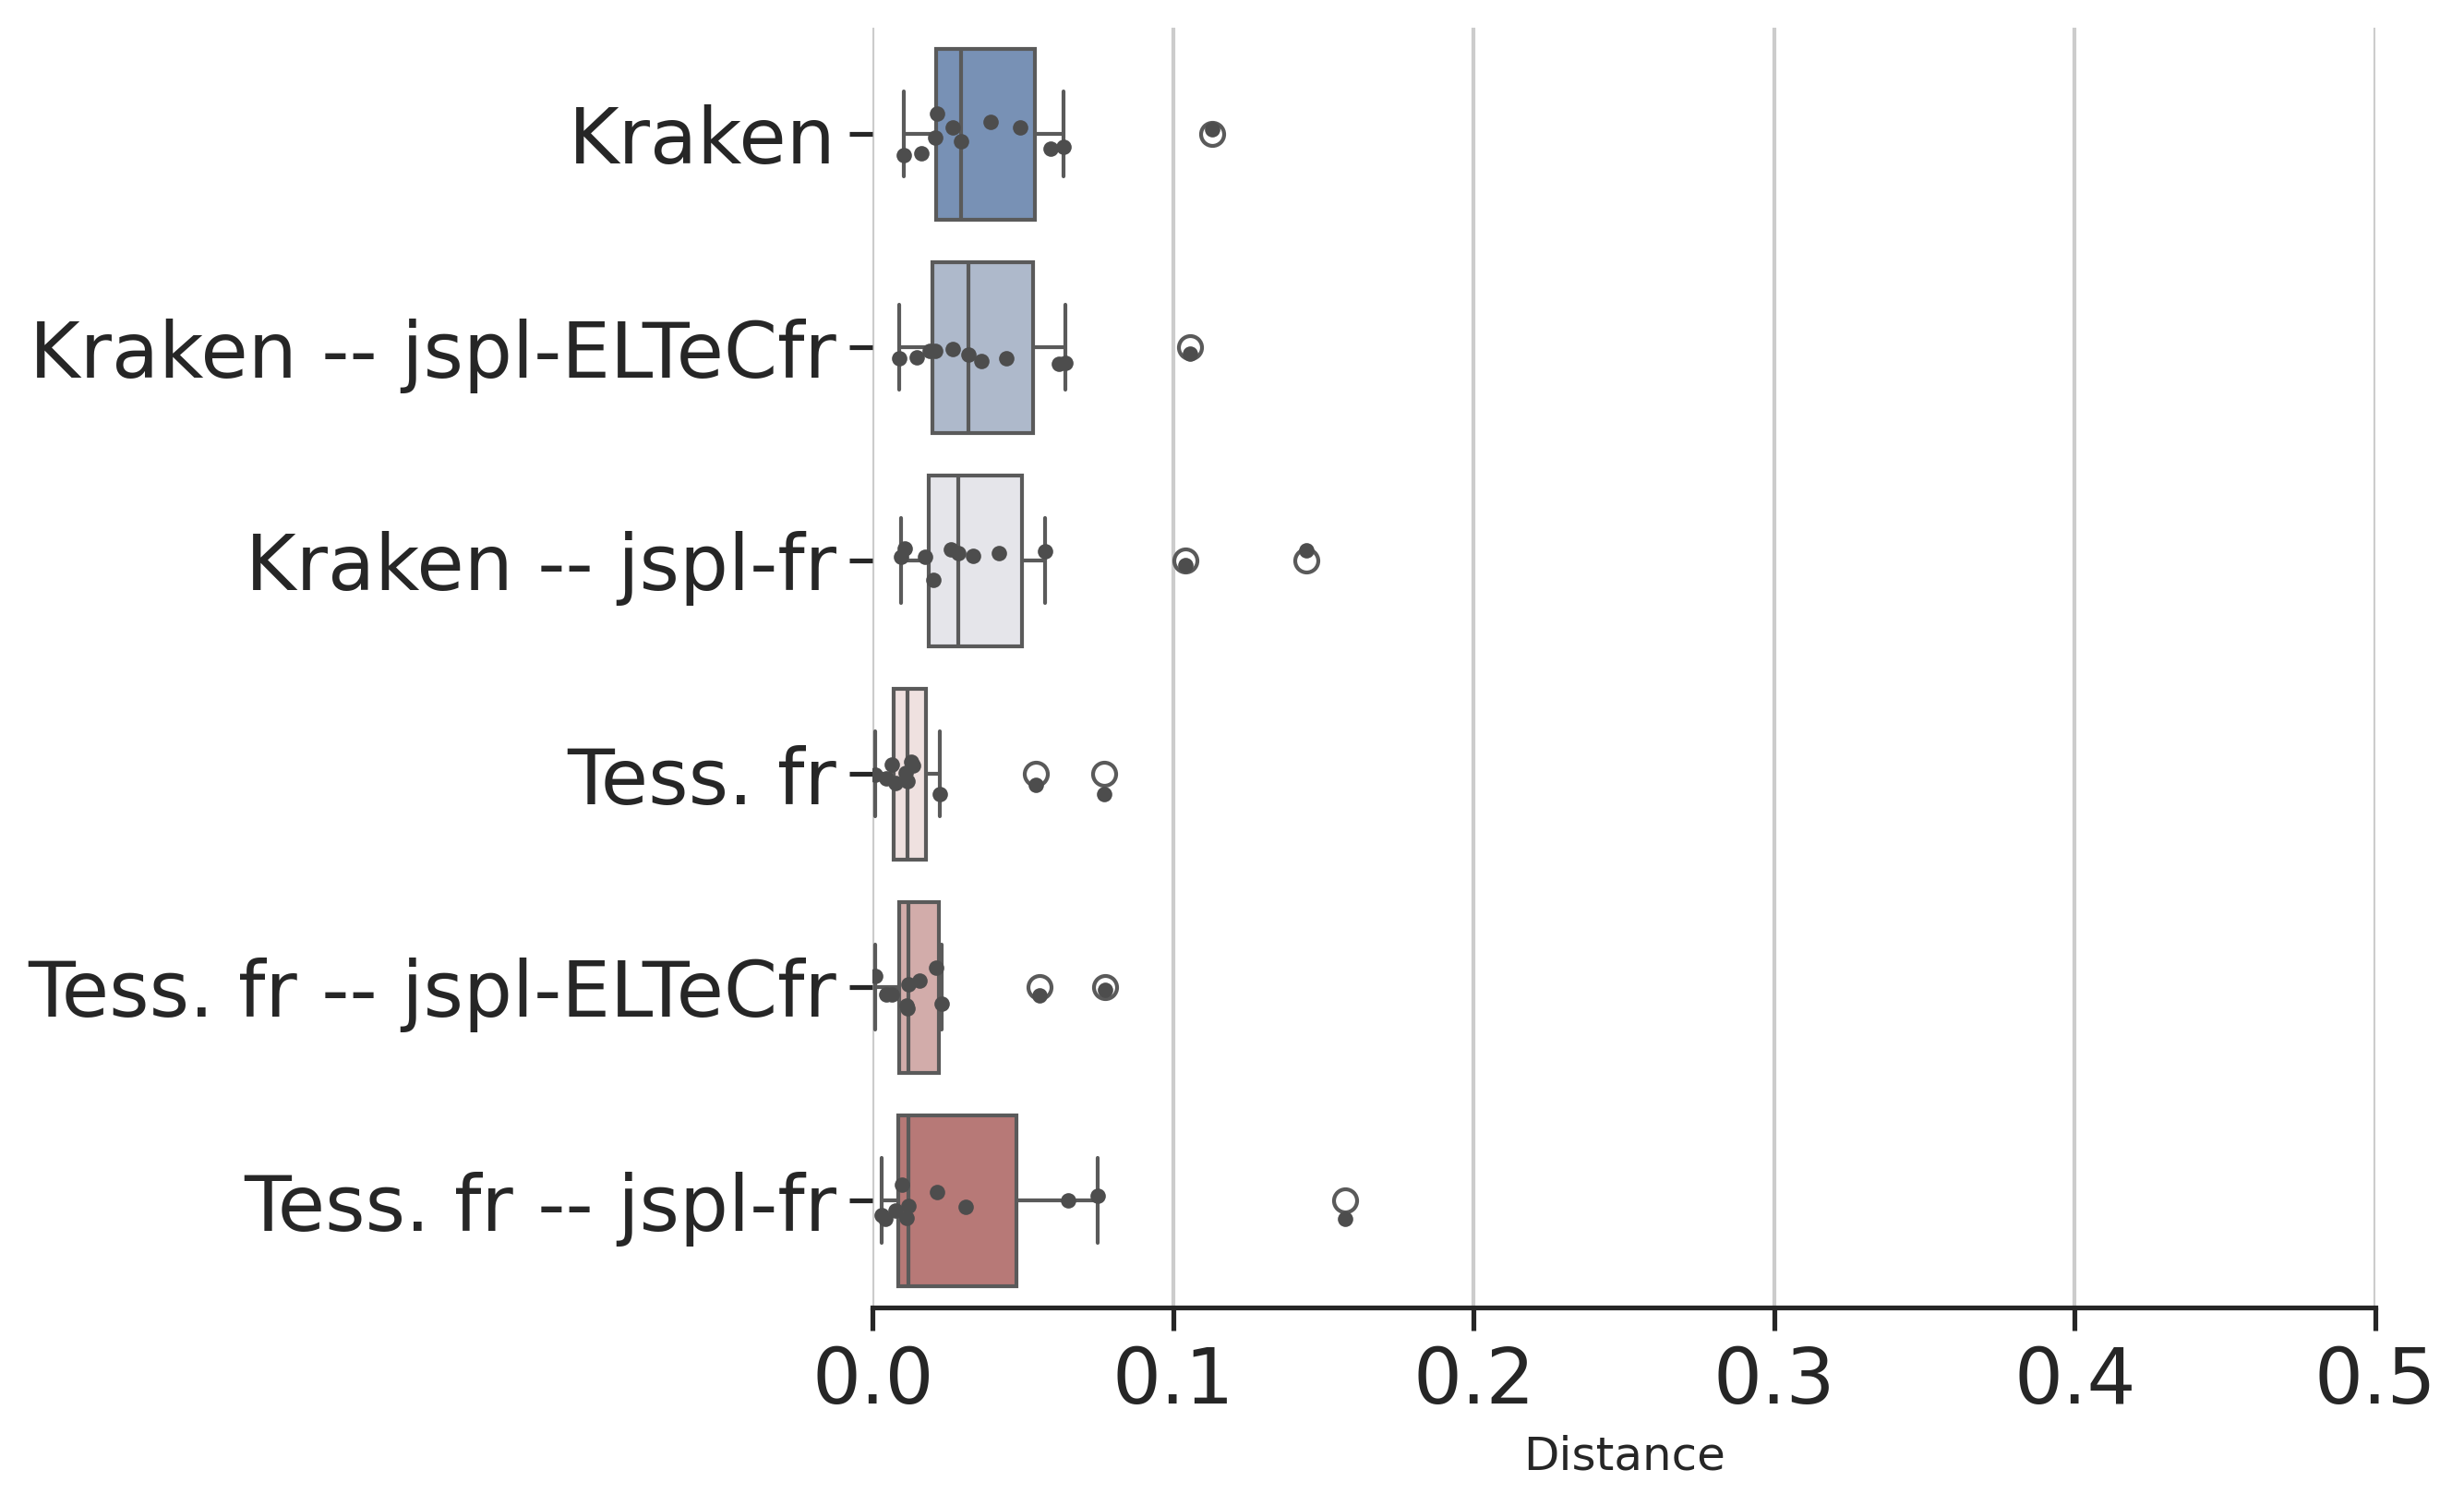 Kraken
Kraken -- jspl-ELTeCfr
Kraken -- jspl-fr
Tess. fr
Tess. fr -- jspl-ELTeCfr
Tess. fr -- jspl-fr
0.0 0.1 0.2 0.3 0.4 0.5
Distance